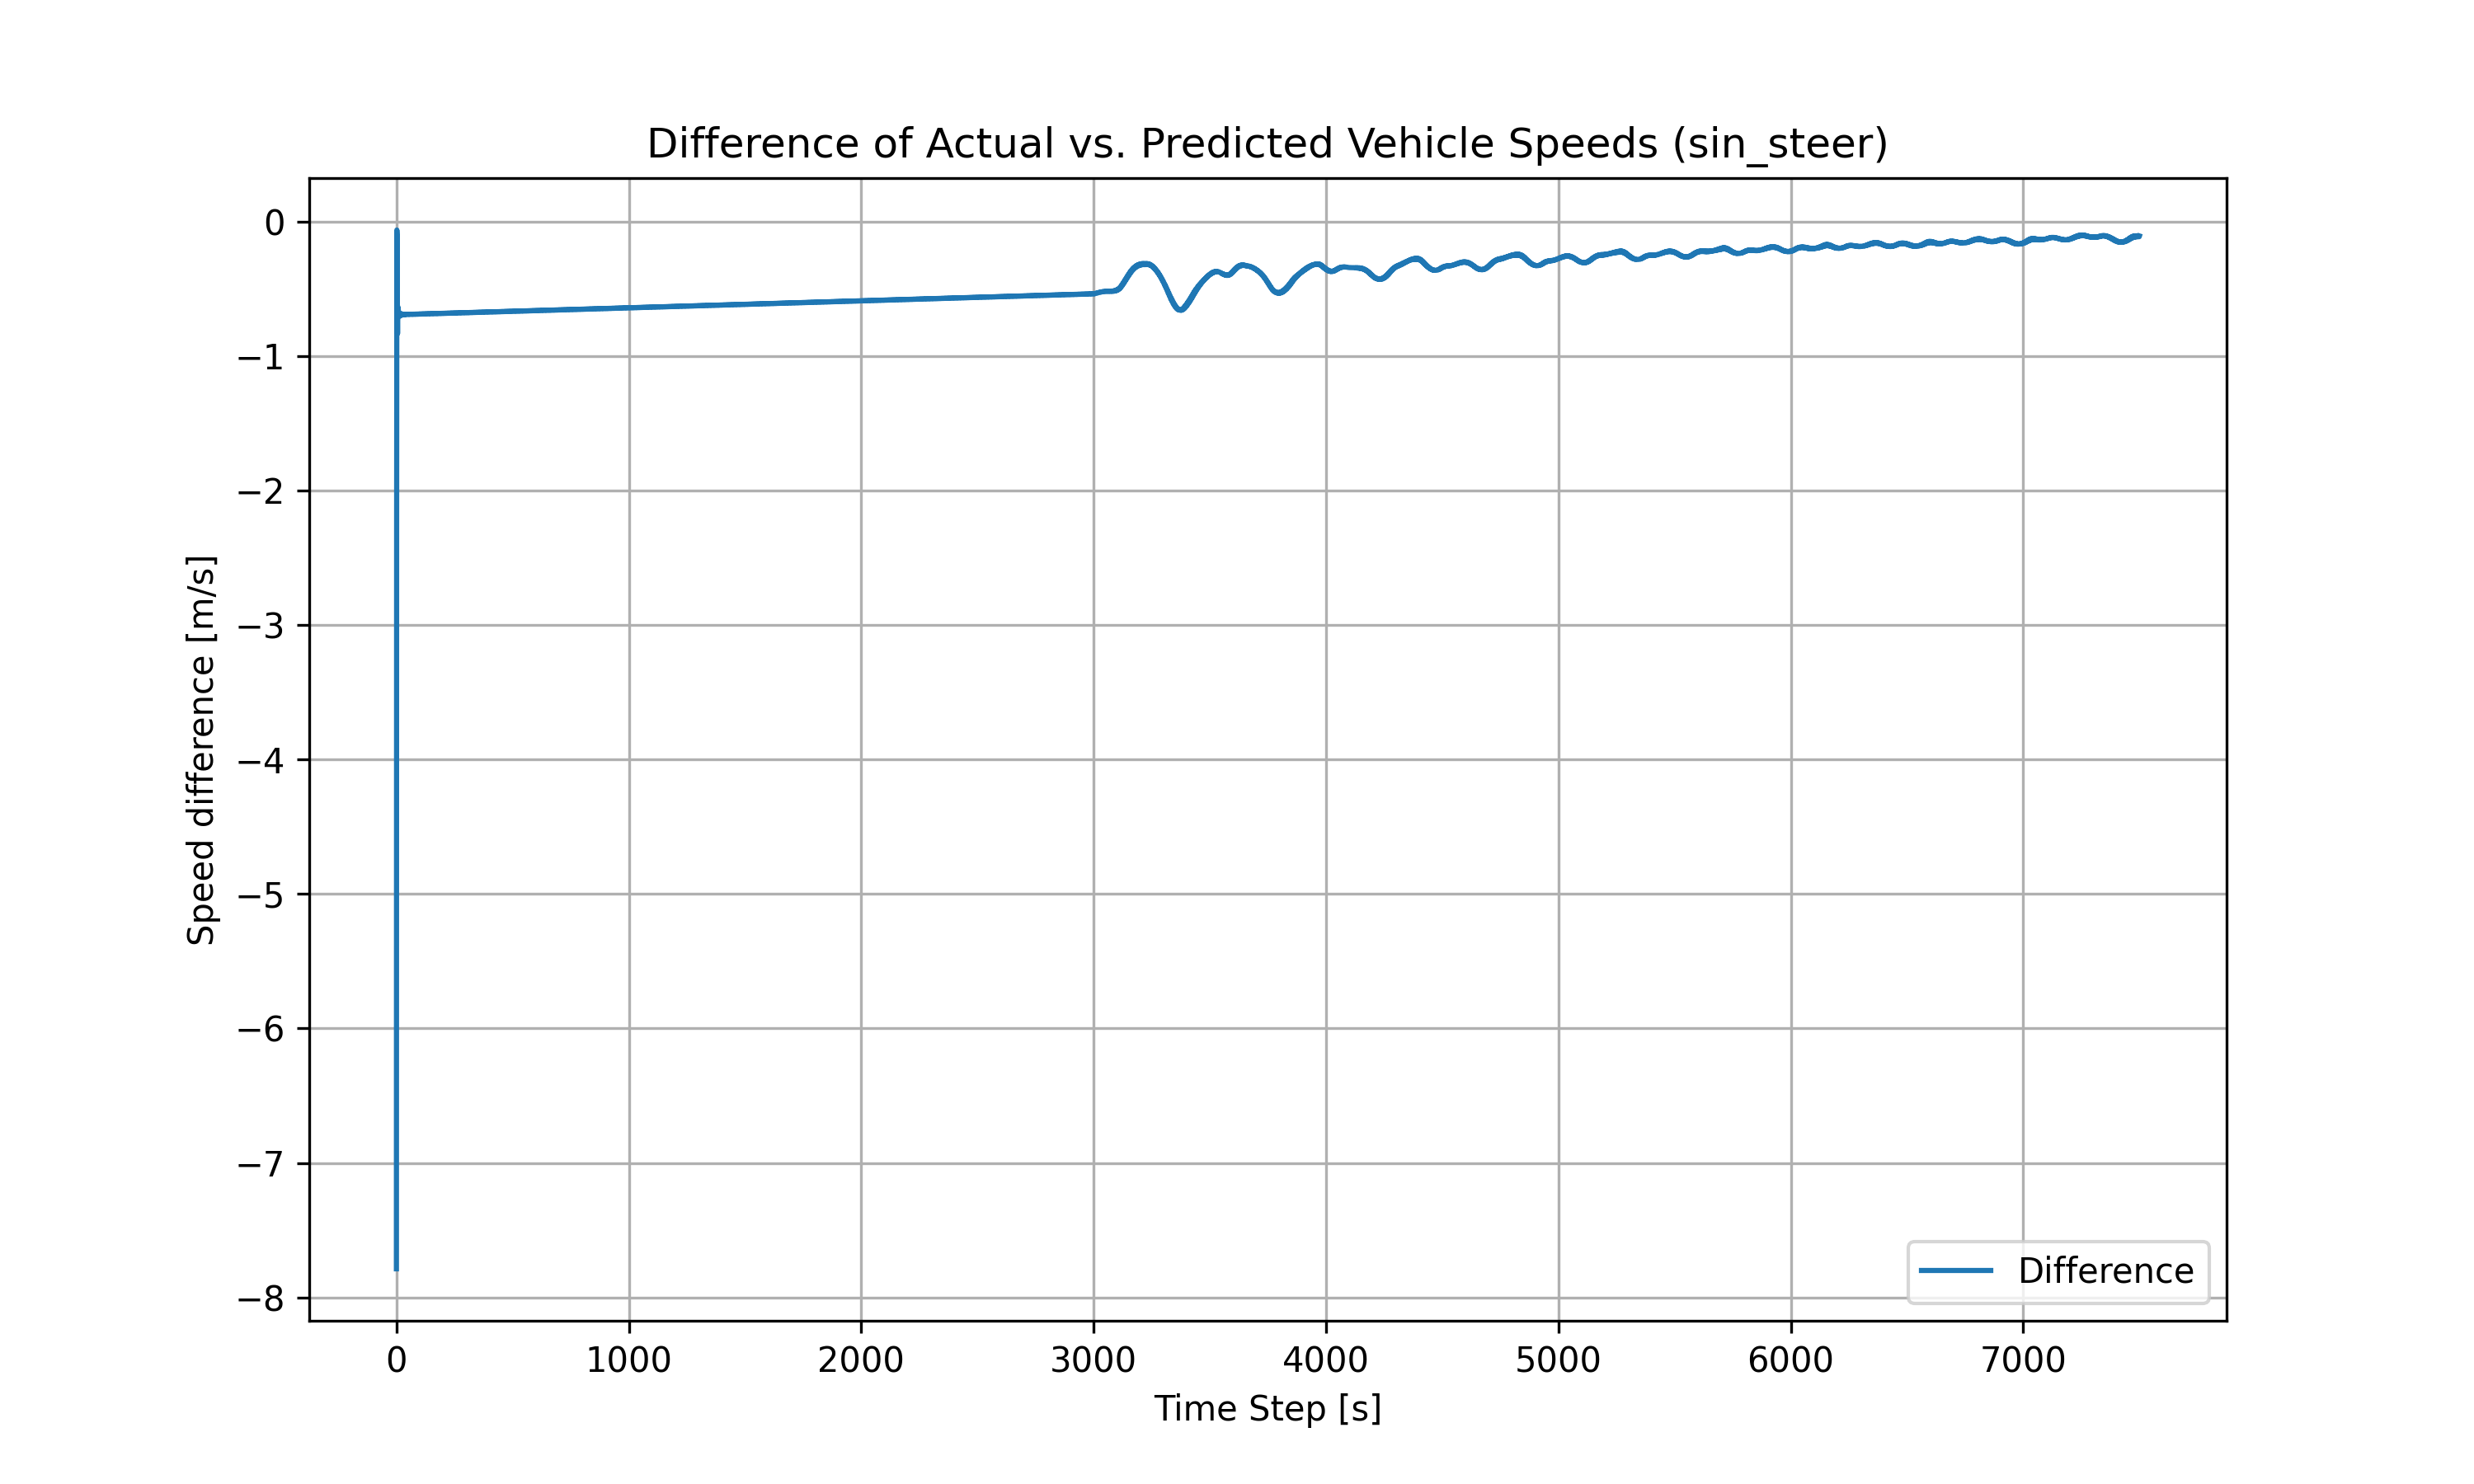 Difference of Actual vs. Predicted Vehicle Speeds (sin_steer)
0
−1
−2
−3
−4
−5
−6
−7
−8
Speed difference [m/s]
Difference
0 1000 2000 3000 4000 5000 6000 7000
Time Step [s]